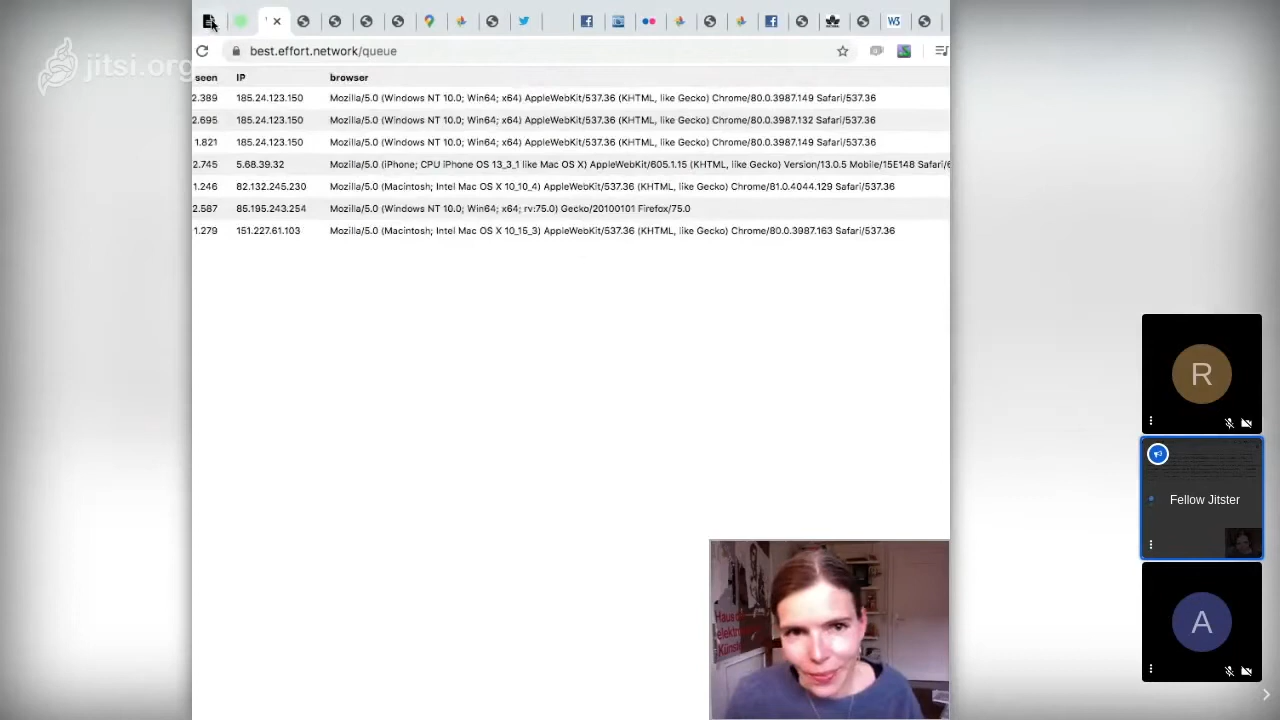 jitsi.org
best.effort.network/queue
seen IP browser
2.389 185.24.123.150 Mozilla/5.0 (Windows NT 10.0; Win64; x64) AppleWebKit/537.36 (KHTML, like Gecko) Chrome/80.0.3987.149 Safari/537.36
2.695 185.24.123.150 Mozilla/5.0 (Windows NT 10.0; Win64; x64) AppleWebKit/537.36 (KHTML, like Gecko) Chrome/80.0.3987.132 Safari/537.36
1.821 185.24.123.150 Mozilla/5.0 (Windows NT 10.0; Win64; x64) AppleWebKit/537.36 (KHTML, like Gecko) Chrome/80.0.3987.149 Safari/537.36
2.745 5.68.39.32 Mozilla/5.0 (iPhone; CPU iPhone OS 13_3_1 like Mac OS X) AppleWebKit/605.1.15 (KHTML, like Gecko) Version/13.0.5 Mobile/15E148 Safari/6
1.246 82.132.245.230 Mozilla/5.0 (Macintosh; Intel Mac OS X 10_10_4) AppleWebKit/537.36 (KHTML, like Gecko) Chrome/81.0.4044.129 Safari/537.36
2.587 85.195.243.254 Mozilla/5.0 (Windows NT 10.0; Win64; x64; rv:75.0) Gecko/20100101 Firefox/75.0
1.279 151.227.61.103 Mozilla/5.0 (Macintosh; Intel Mac OS X 10_15_3) AppleWebKit/537.36 (KHTML, like Gecko) Chrome/80.0.3987.163 Safari/537.36
R
Fellow Jitster
A
Haus de
elektron
Künst